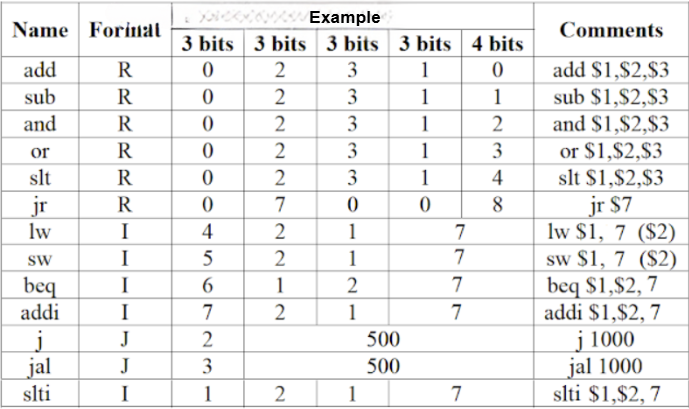 Example
Name Format Comments
3 bits 3 bits 3 bits 3 bits 4 bits
add R 0 2 3 1 0 add $1,$2,$3
sub R 0 2 3 1 1 sub $1,$2,$3
and R 0 2 3 1 2 and $1,$2,$3
or R 0 2 3 1 3 or $1,$2,$3
slt R 0 2 3 1 4 slt $1,$2,$3
jr R 0 7 0 0 8 jr $7
lw I 4 2 1 7 lw $1, 7 ($2)
sw I 5 2 1 7 sw $1, 7 ($2)
beq I 6 1 2 7 beq $1,$2, 7
addi I 7 2 1 7 addi $1,$2, 7
j J 2 500 j 1000
jal J 3 500 jal 1000
slti I 1 2 1 7 slti $1,$2, 7